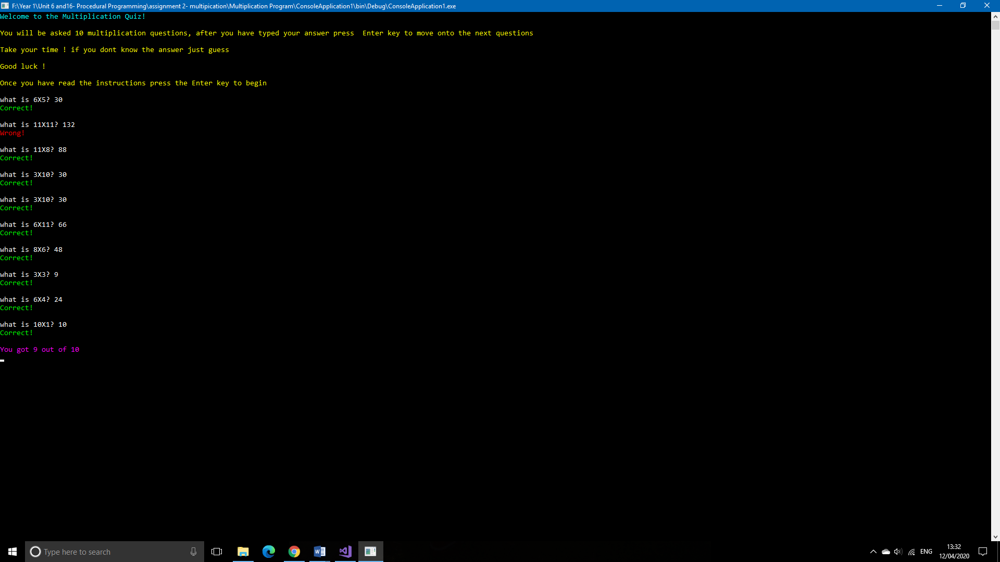 F:\Year 1\Unit 6 and16- Procedural Programming\assignment 2- multipication\Multiplication Program\ConsoleApplication1\bin\Debug\ConsoleApplication1.exe
Welcome to the Multiplication Quiz!
You will be asked 10 multiplication questions, after you have typed your answer press  Enter key to move onto the next questions
Take your time ! if you dont know the answer just guess
Good luck !
Once you have read the instructions press the Enter key to begin
what is 6X5? 30
Correct!
what is 11X11? 132
Wrong!
what is 11X8? 88
Correct!
what is 3X10? 30
Correct!
what is 3X10? 30
Correct!
what is 6X11? 66
Correct!
what is 8X6? 48
Correct!
what is 3X3? 9
Correct!
what is 6X4? 24
Correct!
what is 10X1? 10
Correct!
You got 9 out of 10
Type here to search
ENG
13:32
12/04/2020